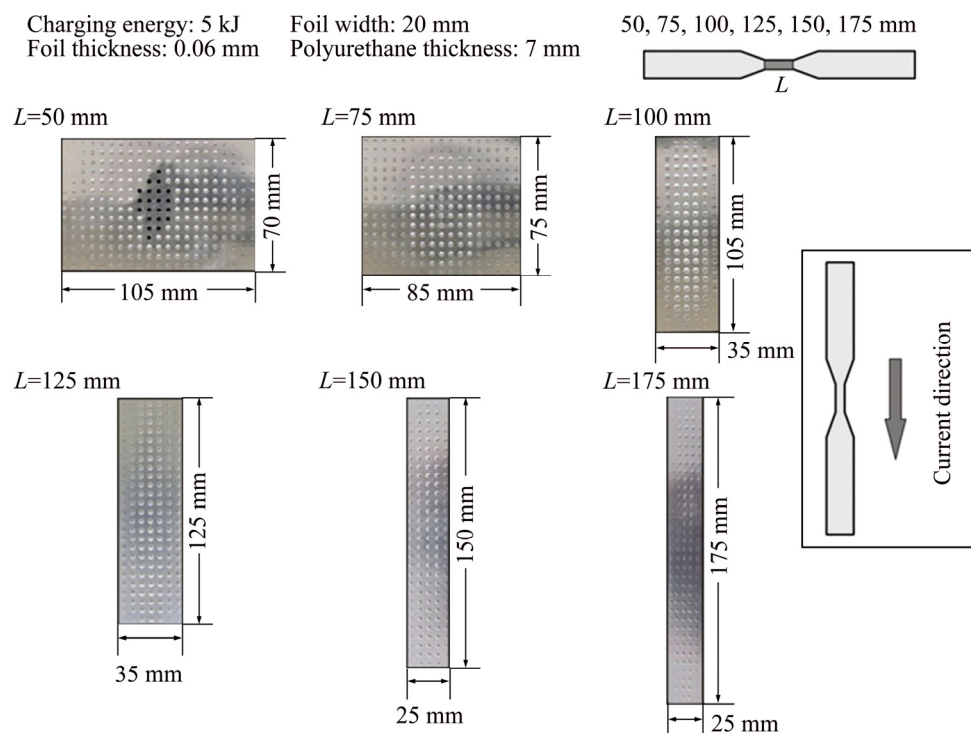 Charging energy: 5 kJ
Foil width: 20 mm
Foil thickness: 0.06 mm
Polyurethane thickness: 7 mm
50, 75, 100, 125, 150, 175 mm
L
L=50 mm
L=75 mm
L=100 mm
70 mm
105 mm
75 mm
85 mm
105 mm
35 mm
L=125 mm
L=150 mm
L=175 mm
125 mm
35 mm
150 mm
25 mm
175 mm
25 mm
Current direction